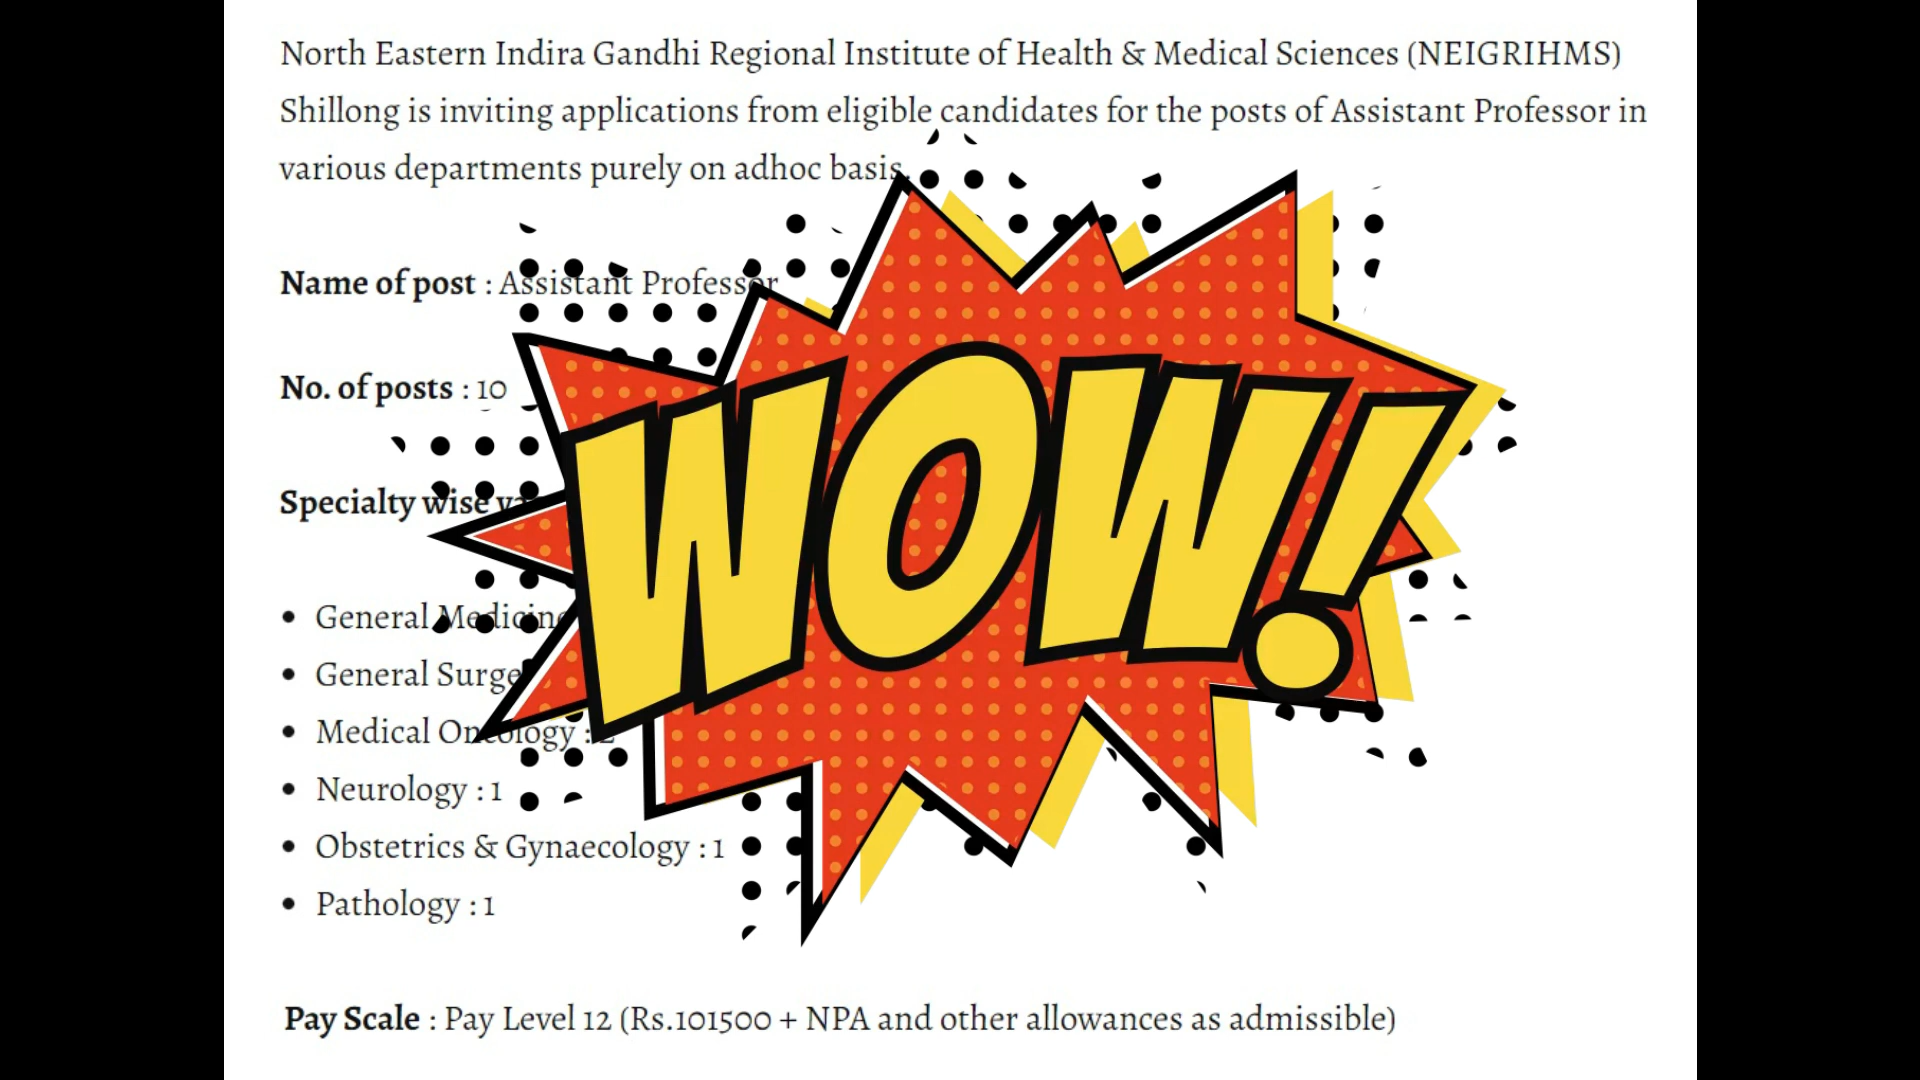 North Eastern Indira Gandhi Regional Institute of Health & Medical Sciences (NEIGRIHMS)
Shillong is inviting applications from eligible candidates for the posts of Assistant Professor in
various departments purely on adhoc basis.
Name of post : Assistant Professor
No. of posts : 10
Specialty wise
WOW!
General Medicine
General
Medical Oncology : 2
Neurology : 1
Obstetrics & Gynaecology : 1
Pathology : 1
Pay Scale : Pay Level 12 (Rs.101500 + NPA and other allowances as admissible)